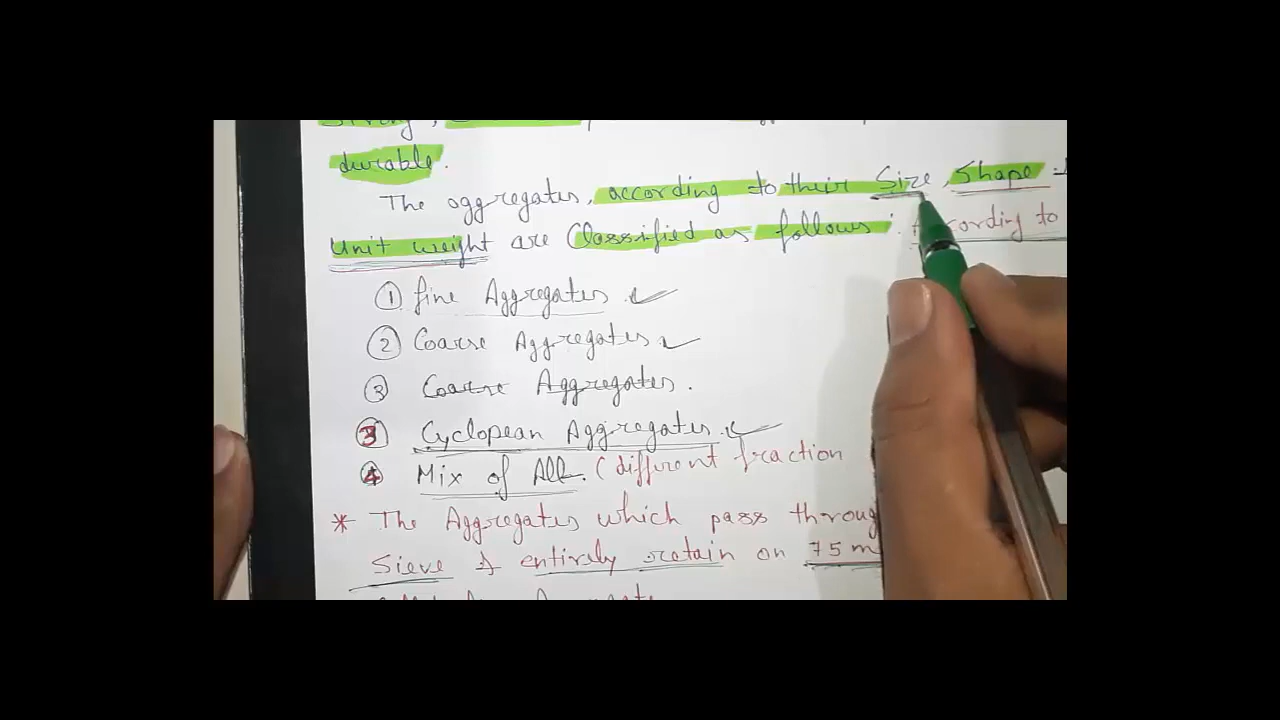 durable.
The aggregates, according to their Size, Shape
Unit weight are Classified as follows : According to
① fine Aggregates
② Coarse Aggregates
③ Coarse Aggregates.
③ Cyclopean Aggregates.
④ Mix of All. (different fraction
* The Aggregates which pass throug
Sieve & entirely retain on 75 m